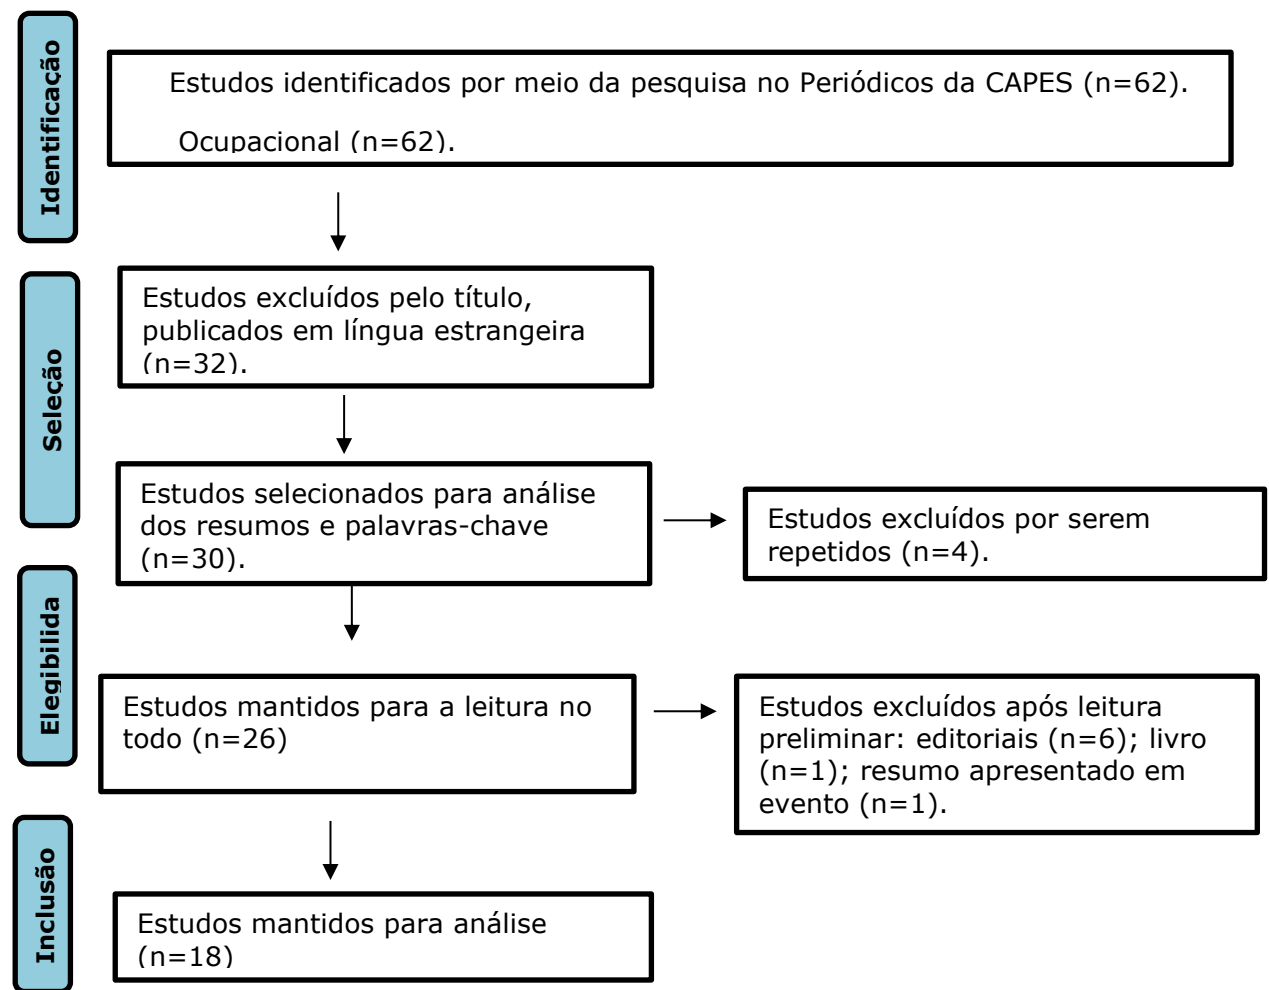 Identificação
Estudos identificados por meio da pesquisa no Periódicos da CAPES (n=62).
Ocupacional (n=62).
Seleção
Estudos excluídos pelo título,
publicados em língua estrangeira
(n=32).
Estudos selecionados para análise
dos resumos e palavras-chave
(n=30).
Estudos excluídos por serem
repetidos (n=4).
Elegibilida
Estudos mantidos para a leitura no
todo (n=26)
Estudos excluídos após leitura
preliminar: editoriais (n=6); livro
(n=1); resumo apresentado em
evento (n=1).
Inclusão
Estudos mantidos para análise
(n=18)